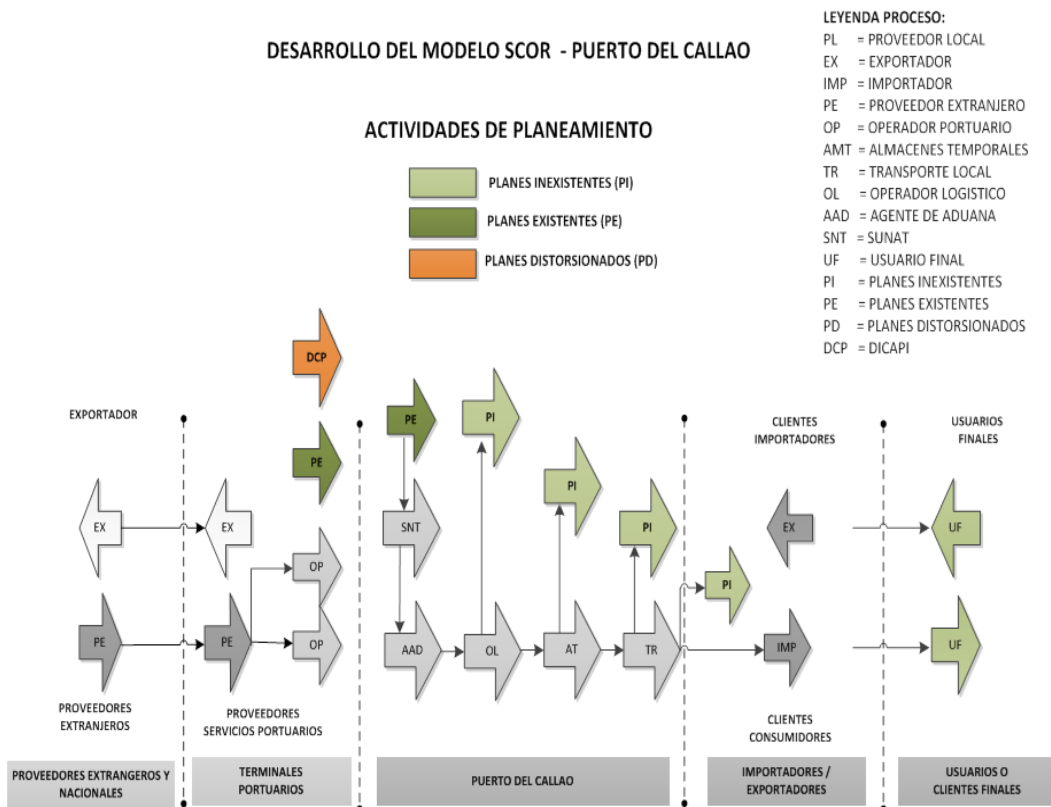 DESARROLLO DEL MODELO SCOR - PUERTO DEL CALLAO
ACTIVIDADES DE PLANEAMIENTO
PLANES INEXISTENTES (PI)
PLANES EXISTENTES (PE)
PLANES DISTORSIONADOS (PD)
LEYENDA PROCESO:
PL = PROVEEDOR LOCAL
EX = EXPORTADOR
IMP = IMPORTADOR
PE = PROVEEDOR EXTRANJERO
OP = OPERADOR PORTUARIO
AMT = ALMACENES TEMPORALES
TR = TRANSPORTE LOCAL
OL = OPERADOR LOGISTICO
AAD = AGENTE DE ADUANA
SNT = SUNAT
UF = USUARIO FINAL
PI = PLANES INEXISTENTES
PE = PLANES EXISTENTES
PD = PLANES DISTORSIONADOS
DCP = DICAPI
DCP
EXPORTADOR
PE
PI
CLIENTES
IMPORTADORES
USUARIOS
FINALES
PE
PI
EX
EX
SNT
PI
EX
UF
OP
PI
PE
PE
OP
AAD
OL
AT
TR
IMP
UF
PROVEEDORES
EXTRANJEROS
PROVEEDORES
SERVICIOS PORTUARIOS
CLIENTES
CONSUMIDORES
PROVEEDORES EXTRANGEROS Y
NACIONALES
TERMINALES
PORTUARIOS
PUERTO DEL CALLAO
IMPORTADORES /
EXPORTADORES
USUARIOS O
CLIENTES FINALES